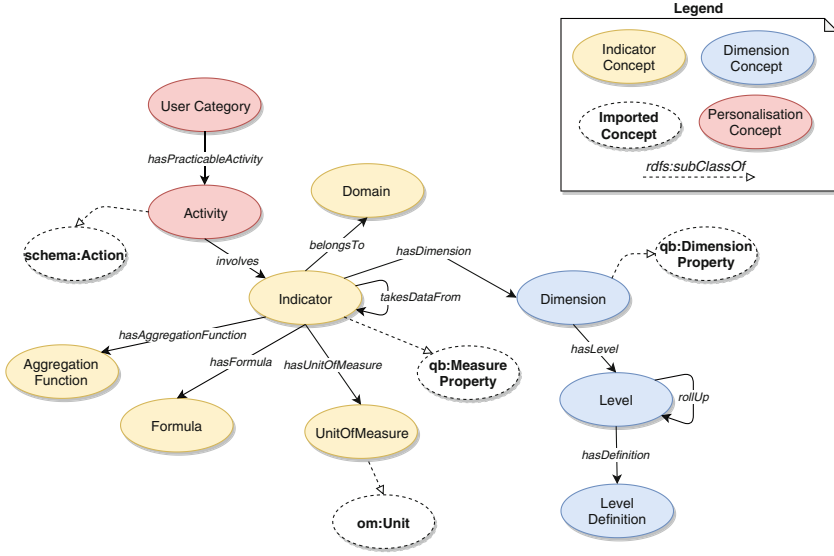 Legend
Indicator
Concept
Dimension
Concept
Imported
Concept
Personalisation
Concept
rdfs:subClassOf
User Category
hasPracticableActivity
Activity
schema:Action
involves
Domain
belongsTo
hasDimension
qb:Dimension
Property
Indicator
takesDataFrom
Dimension
hasAggregationFunction
hasFormula
hasUnitOfMeasure
qb:Measure
Property
hasLevel
Aggregation
Function
Formula
UnitOfMeasure
Level
rollUp
hasDefinition
om:Unit
Level
Definition